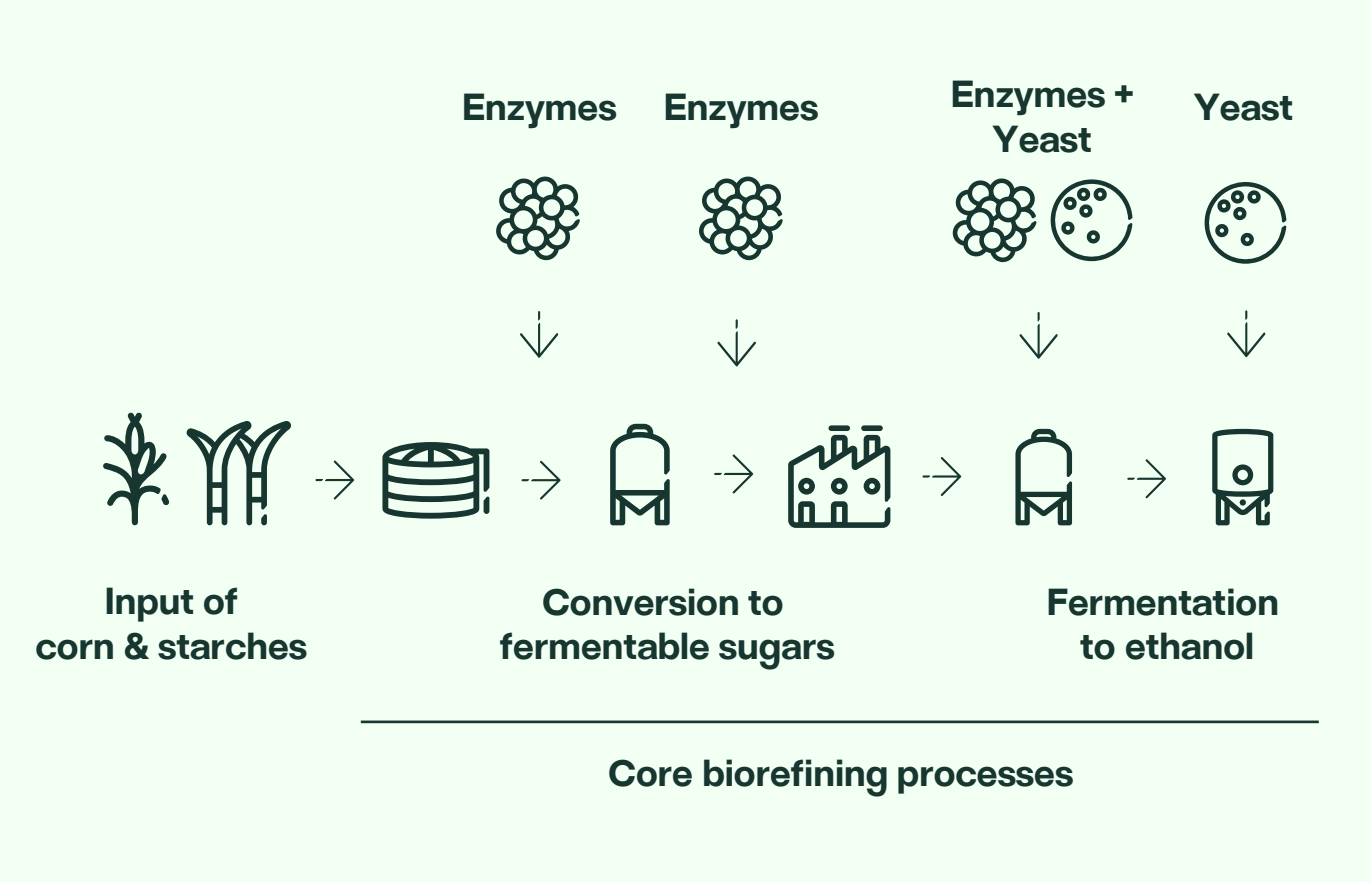 Enzymes
Enzymes
Enzymes +
Yeast
Yeast
Input of
corn & starches
Conversion to
fermentable sugars
Fermentation
to ethanol
Core biorefining processes